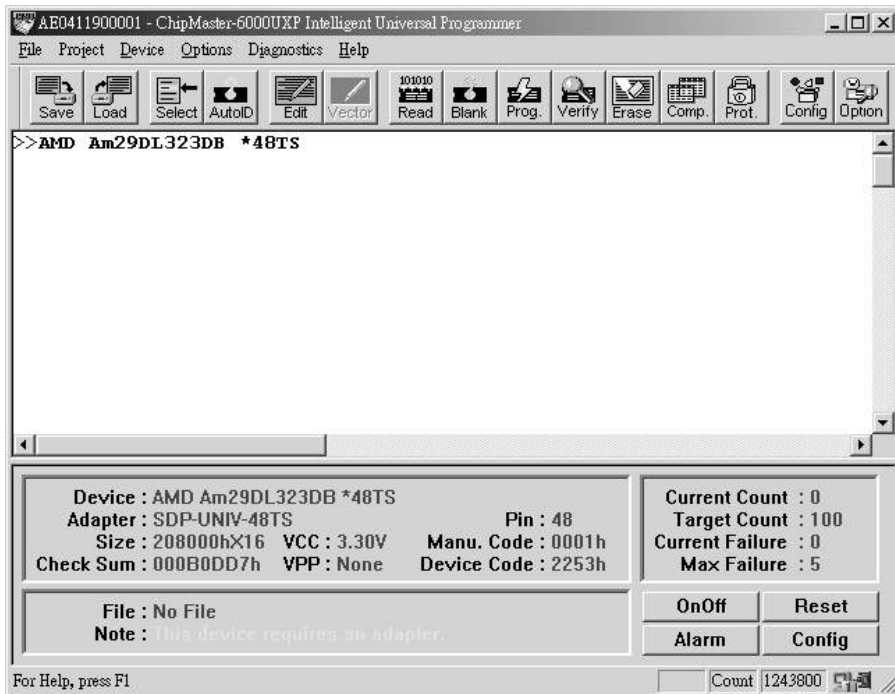 AE0411900001 - ChipMaster-6000UXP Intelligent Universal Programmer
File Project Device Options Diagnostics Help
101010
Save Load Select AutoID Edit Vector Read Blank Prog. Verify Erase Comp. Prot. Config Option
>>AMD Am29DL323DB *48TS
Device : AMD Am29DL323DB *48TS
Adapter : SDP-UNIV-48TS Pin : 48
Size : 208000hX16 VCC : 3.30V Manu. Code : 0001h
Check Sum : 000B0DD7h VPP : None Device Code : 2253h
Current Count : 0
Target Count : 100
Current Failure : 0
Max Failure : 5
File : No File
Note : This device requires an adapter.
OnOff Reset
Alarm Config
For Help, press F1
Count 1243800